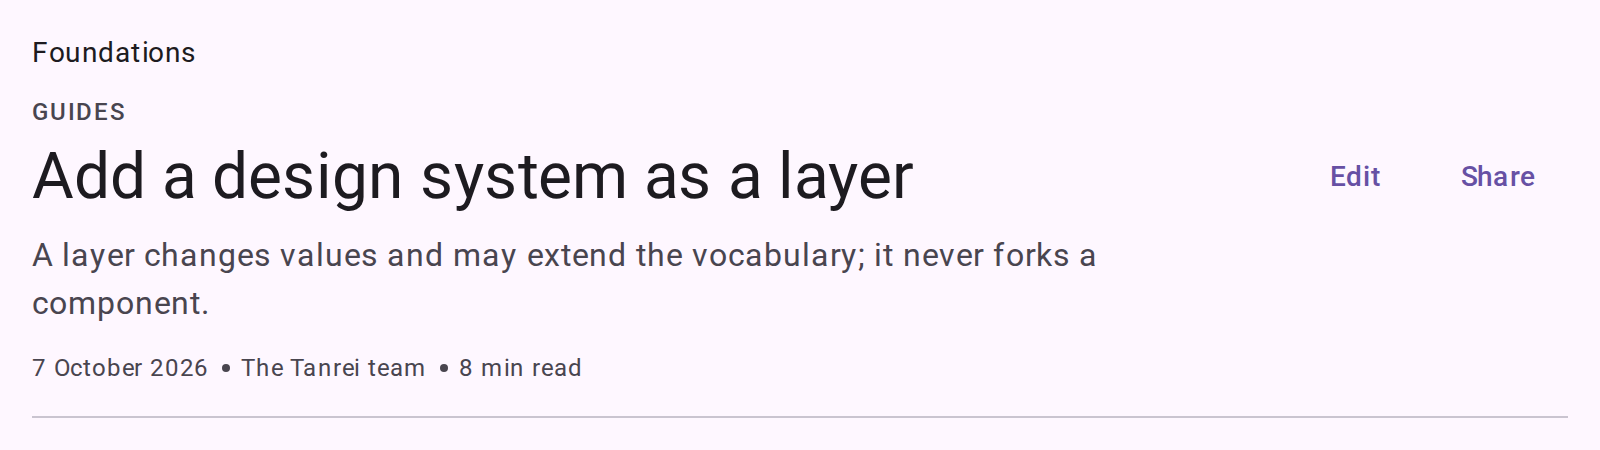 Foundations
GUIDES
Add a design system as a layer
Edit
Share
A layer changes values and may extend the vocabulary; it never forks a
component.
7 October 2026 • The Tanrei team • 8 min read